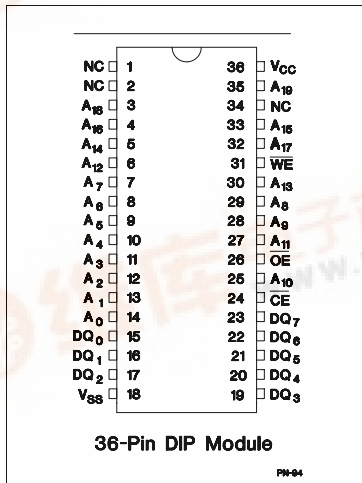 NC 1 36 VCC
NC 2 35 A19
A18 3 34 NC
A16 4 33 A15
A14 5 32 A17
A12 6 31 WE
A7 7 30 A13
A6 8 29 A8
A5 9 28 A9
A4 10 27 A11
A3 11 26 OE
A2 12 25 A10
A1 13 24 CE
A0 14 23 DQ7
DQ0 15 22 DQ6
DQ1 16 21 DQ5
DQ2 17 20 DQ4
VSS 18 19 DQ3
36-Pin DIP Module
PN-94